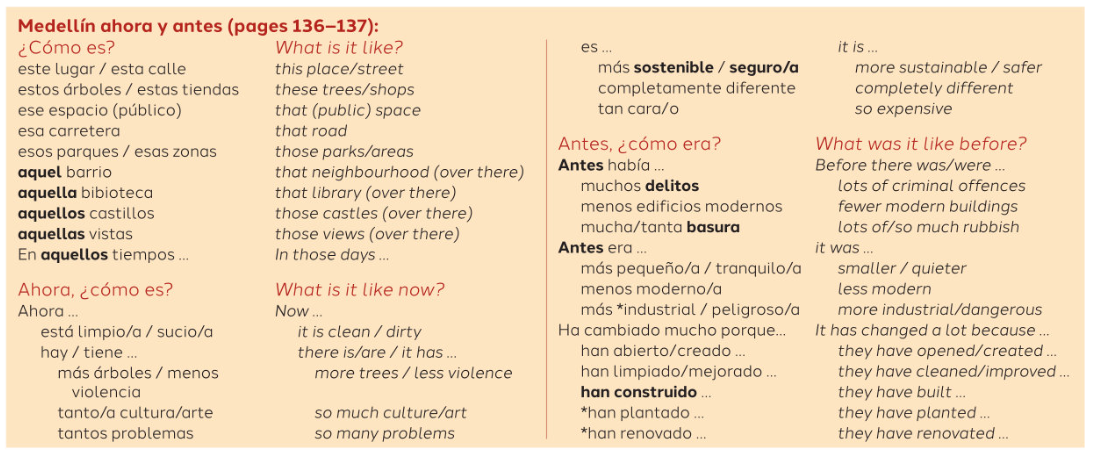 Medellín ahora y antes (pages 136–137):
¿Cómo es? What is it like?
este lugar / esta calle this place/street
estos árboles / estas tiendas these trees/shops
ese espacio (público) that (public) space
esa carretera that road
esos parques / esas zonas those parks/areas
aquel barrio that neighbourhood (over there)
aquella bibioteca that library (over there)
aquellos castillos those castles (over there)
aquellas vistas those views (over there)
En aquellos tiempos ... In those days ...
Ahora, ¿cómo es? What is it like now?
Ahora ... Now ...
está limpio/a / sucio/a it is clean / dirty
hay / tiene ... there is/are / it has ...
más árboles / menos more trees / less violence
violencia
tanto/a cultura/arte so much culture/art
tantos problemas so many problems
es ... it is ...
más sostenible / seguro/a more sustainable / safer
completamente diferente completely different
tan cara/o so expensive
Antes, ¿cómo era? What was it like before?
Antes había ... Before there was/were ...
muchos delitos lots of criminal offences
menos edificios modernos fewer modern buildings
mucha/tanta basura lots of/so much rubbish
Antes era ... it was ...
más pequeño/a / tranquilo/a smaller / quieter
menos moderno/a less modern
más *industrial / peligroso/a more industrial/dangerous
Ha cambiado mucho porque... It has changed a lot because ...
han abierto/creado ... they have opened/created ...
han limpiado/mejorado ... they have cleaned/improved ...
han construido ... they have built ...
*han plantado ... they have planted ...
*han renovado ... they have renovated ...